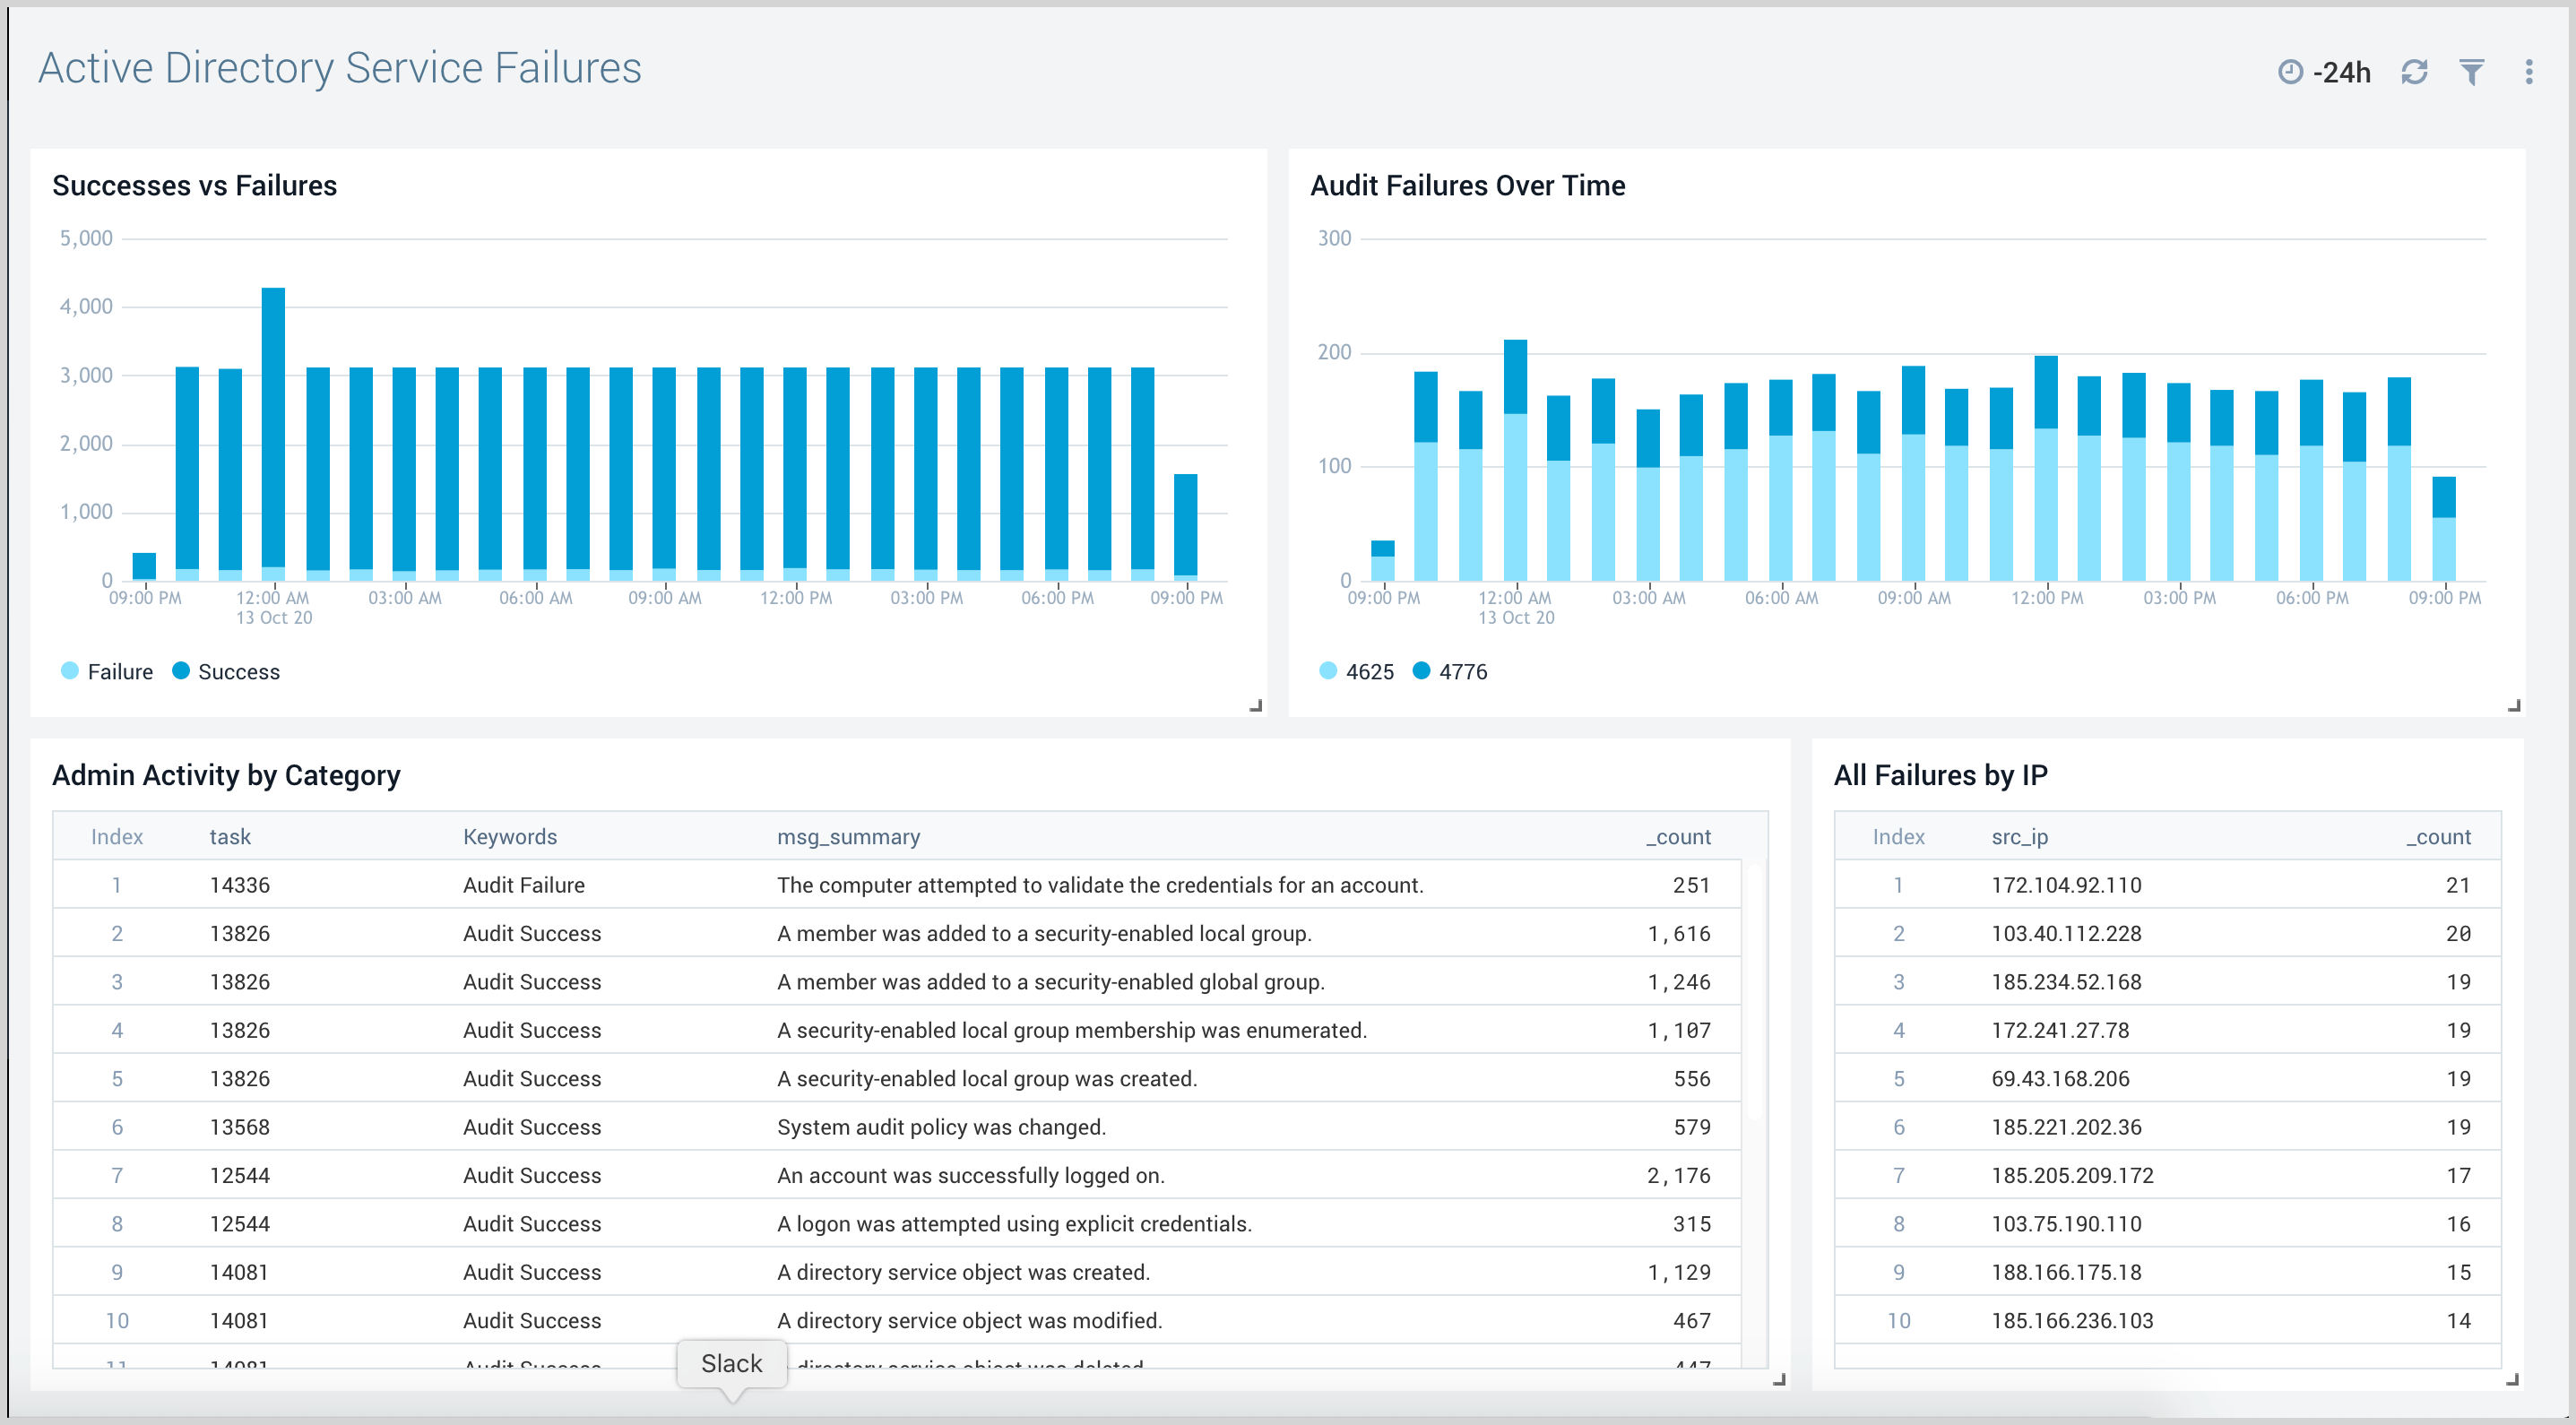 Active Directory Service Failures
-24h
Successes vs Failures
5,000
4,000
3,000
2,000
1,000
0
09:00 PM 12:00 AM 03:00 AM 06:00 AM 09:00 AM 12:00 PM 03:00 PM 06:00 PM 09:00 PM
13 Oct 20
Failure Success
Audit Failures Over Time
300
200
100
0
09:00 PM 12:00 AM 03:00 AM 06:00 AM 09:00 AM 12:00 PM 03:00 PM 06:00 PM 09:00 PM
13 Oct 20
4625 4776
Admin Activity by Category
Index task Keywords msg_summary _count
1 14336 Audit Failure The computer attempted to validate the credentials for an account. 251
2 13826 Audit Success A member was added to a security-enabled local group. 1,616
3 13826 Audit Success A member was added to a security-enabled global group. 1,246
4 13826 Audit Success A security-enabled local group membership was enumerated. 1,107
5 13826 Audit Success A security-enabled local group was created. 556
6 13568 Audit Success System audit policy was changed. 579
7 12544 Audit Success An account was successfully logged on. 2,176
8 12544 Audit Success A logon was attempted using explicit credentials. 315
9 14081 Audit Success A directory service object was created. 1,129
10 14081 Audit Success A directory service object was modified. 467
11 14081 Audit Success directory service object was deleted. 447
Slack
All Failures by IP
Index src_ip _count
1 172.104.92.110 21
2 103.40.112.228 20
3 185.234.52.168 19
4 172.241.27.78 19
5 69.43.168.206 19
6 185.221.202.36 19
7 185.205.209.172 17
8 103.75.190.110 16
9 188.166.175.18 15
10 185.166.236.103 14